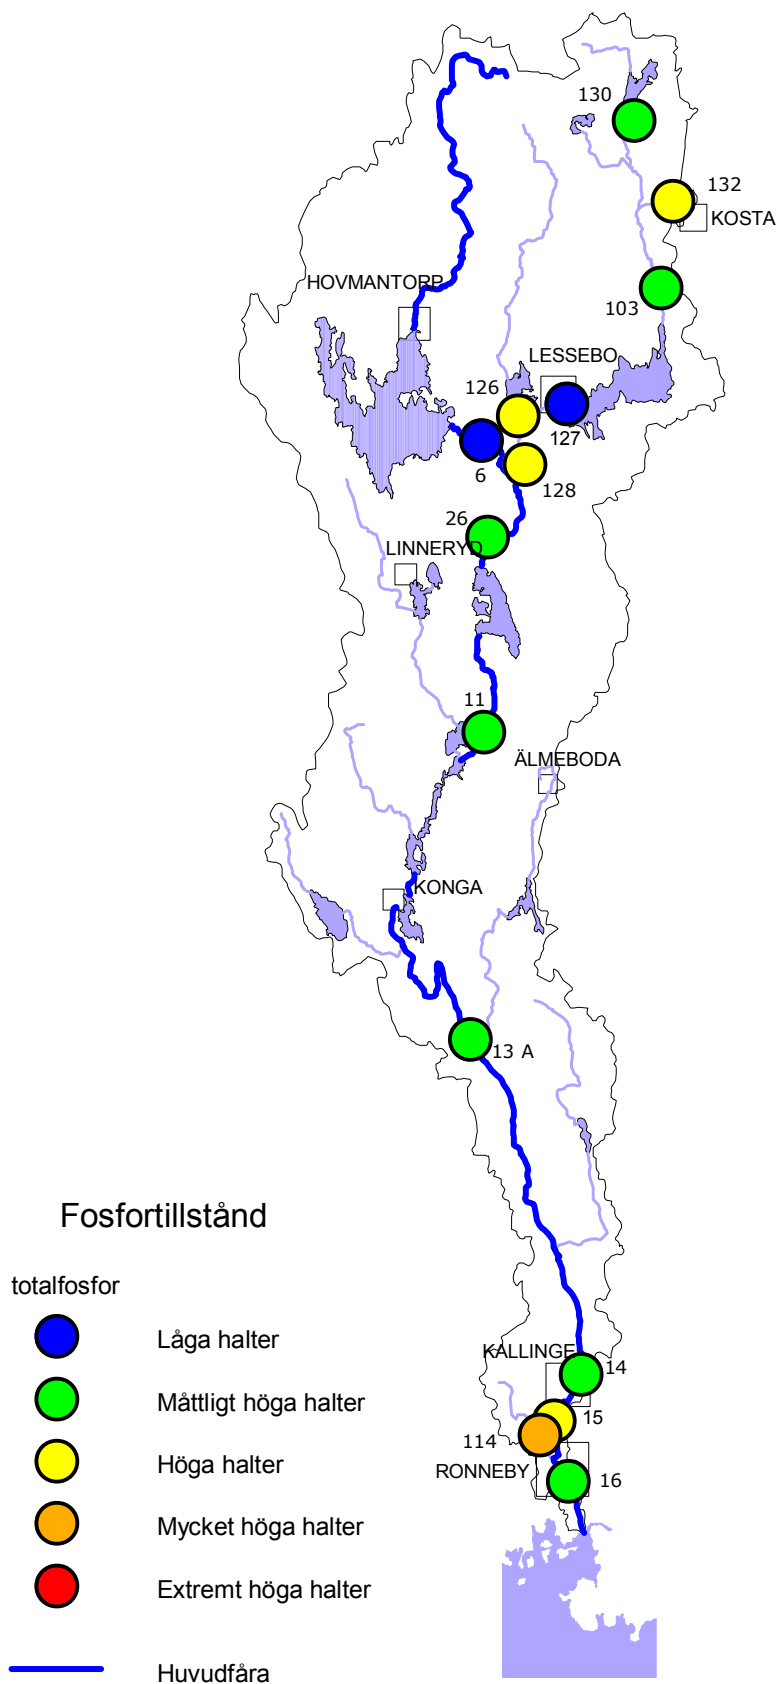 130
132
KOSTA
HOVMANTORP
103
LESSEBO
126
127
6
128
26
LINNERYD
11
ÄLMEBODA
KONGA
13 A
Fosfortillstånd
totalfosfor
Låga halter
KALLINGE
14
Måttligt höga halter
15
114
Höga halter
RONNEBY
16
Mycket höga halter
Extremt höga halter
Huvudfåra